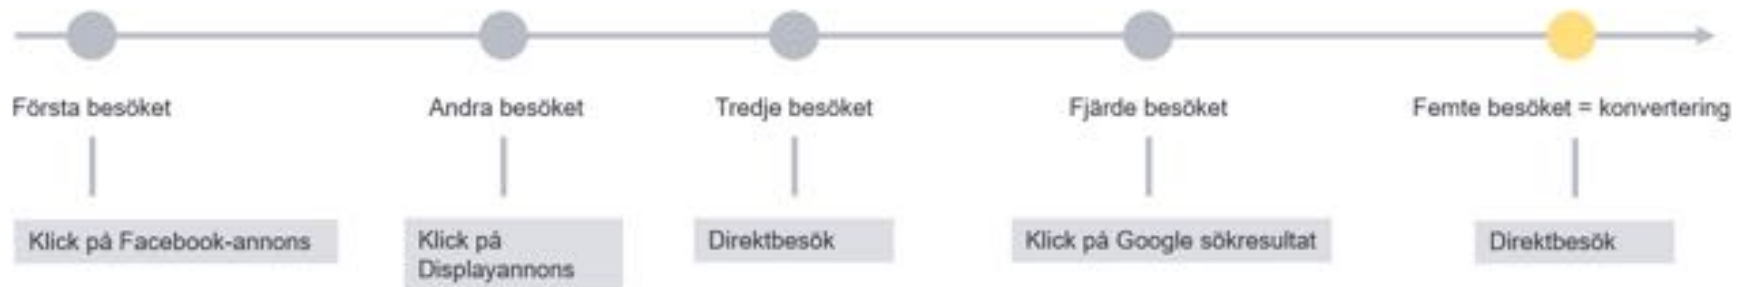 Första besöket
Andra besöket
Tredje besöket
Fjärde besöket
Femte besöket = konvertering
Klick på Facebook-annons
Klick på
Displayannons
Direktbesök
Klick på Google sökresultat
Direktbesök